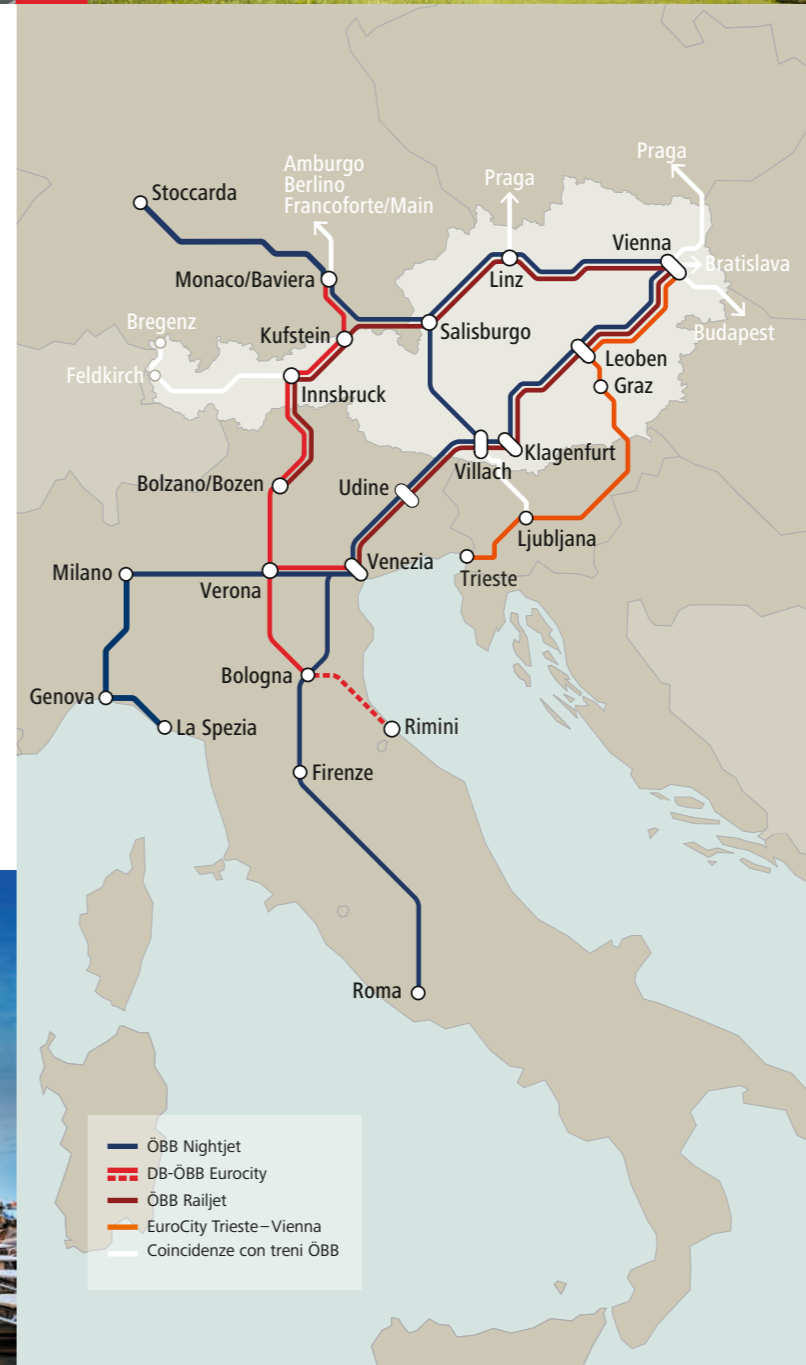 Amburgo
Berlino
Francoforte/Main
Praga
Praga
Stoccarda
Vienna
Monaco/Baviera
Linz
Bratislava
Bregenz
Kufstein
Salisburgo
Budapest
Feldkirch
Innsbruck
Leoben
Graz
Bolzano/Bozen
Udine
Villach
Klagenfurt
Ljubljana
Milano
Verona
Venezia
Trieste
Bologna
Genova
La Spezia
Rimini
Firenze
Roma
ÖBB Nightjet
DB-ÖBB Eurocity
ÖBB Railjet
EuroCity Trieste–Vienna
Coincidenze con treni ÖBB